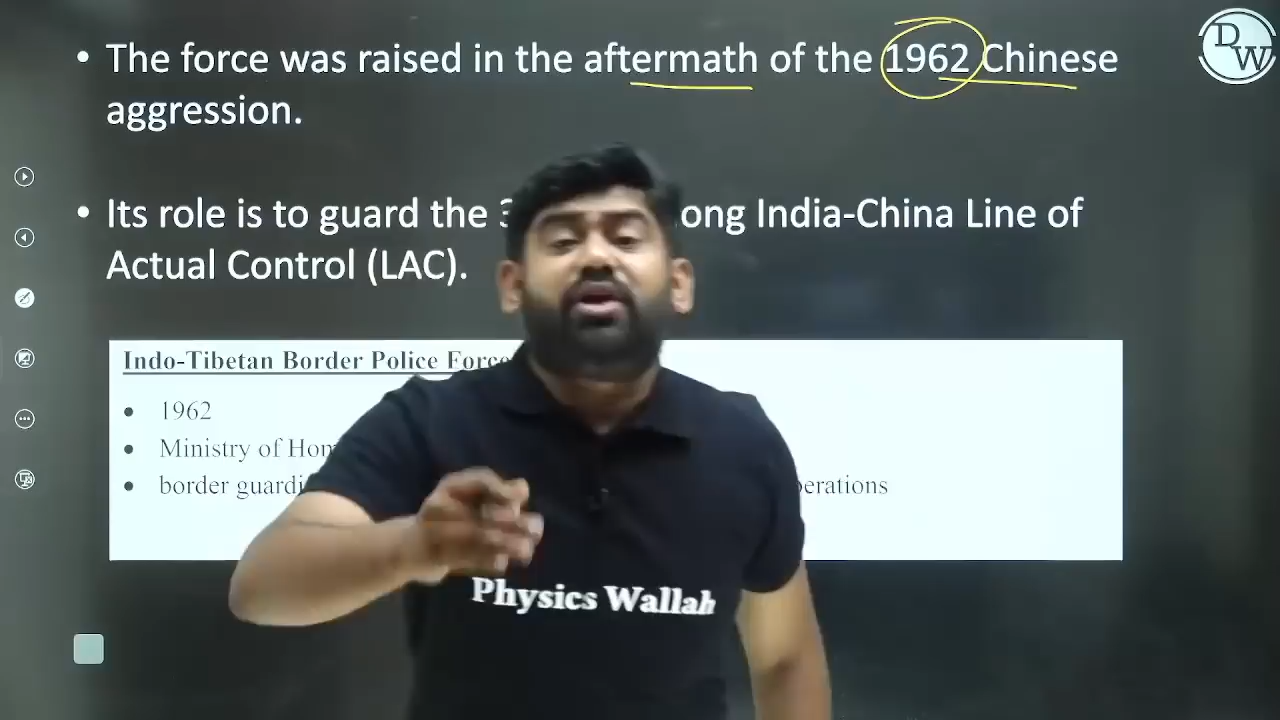 • The force was raised in the aftermath of the 1962 Chinese
aggression.
• Its role is to guard the 3 ong India-China Line of
Actual Control (LAC).
Indo-Tibetan Border Police Force
• 1962
• Ministry of Hom
• border guardi perations
Physics Wallah
PW